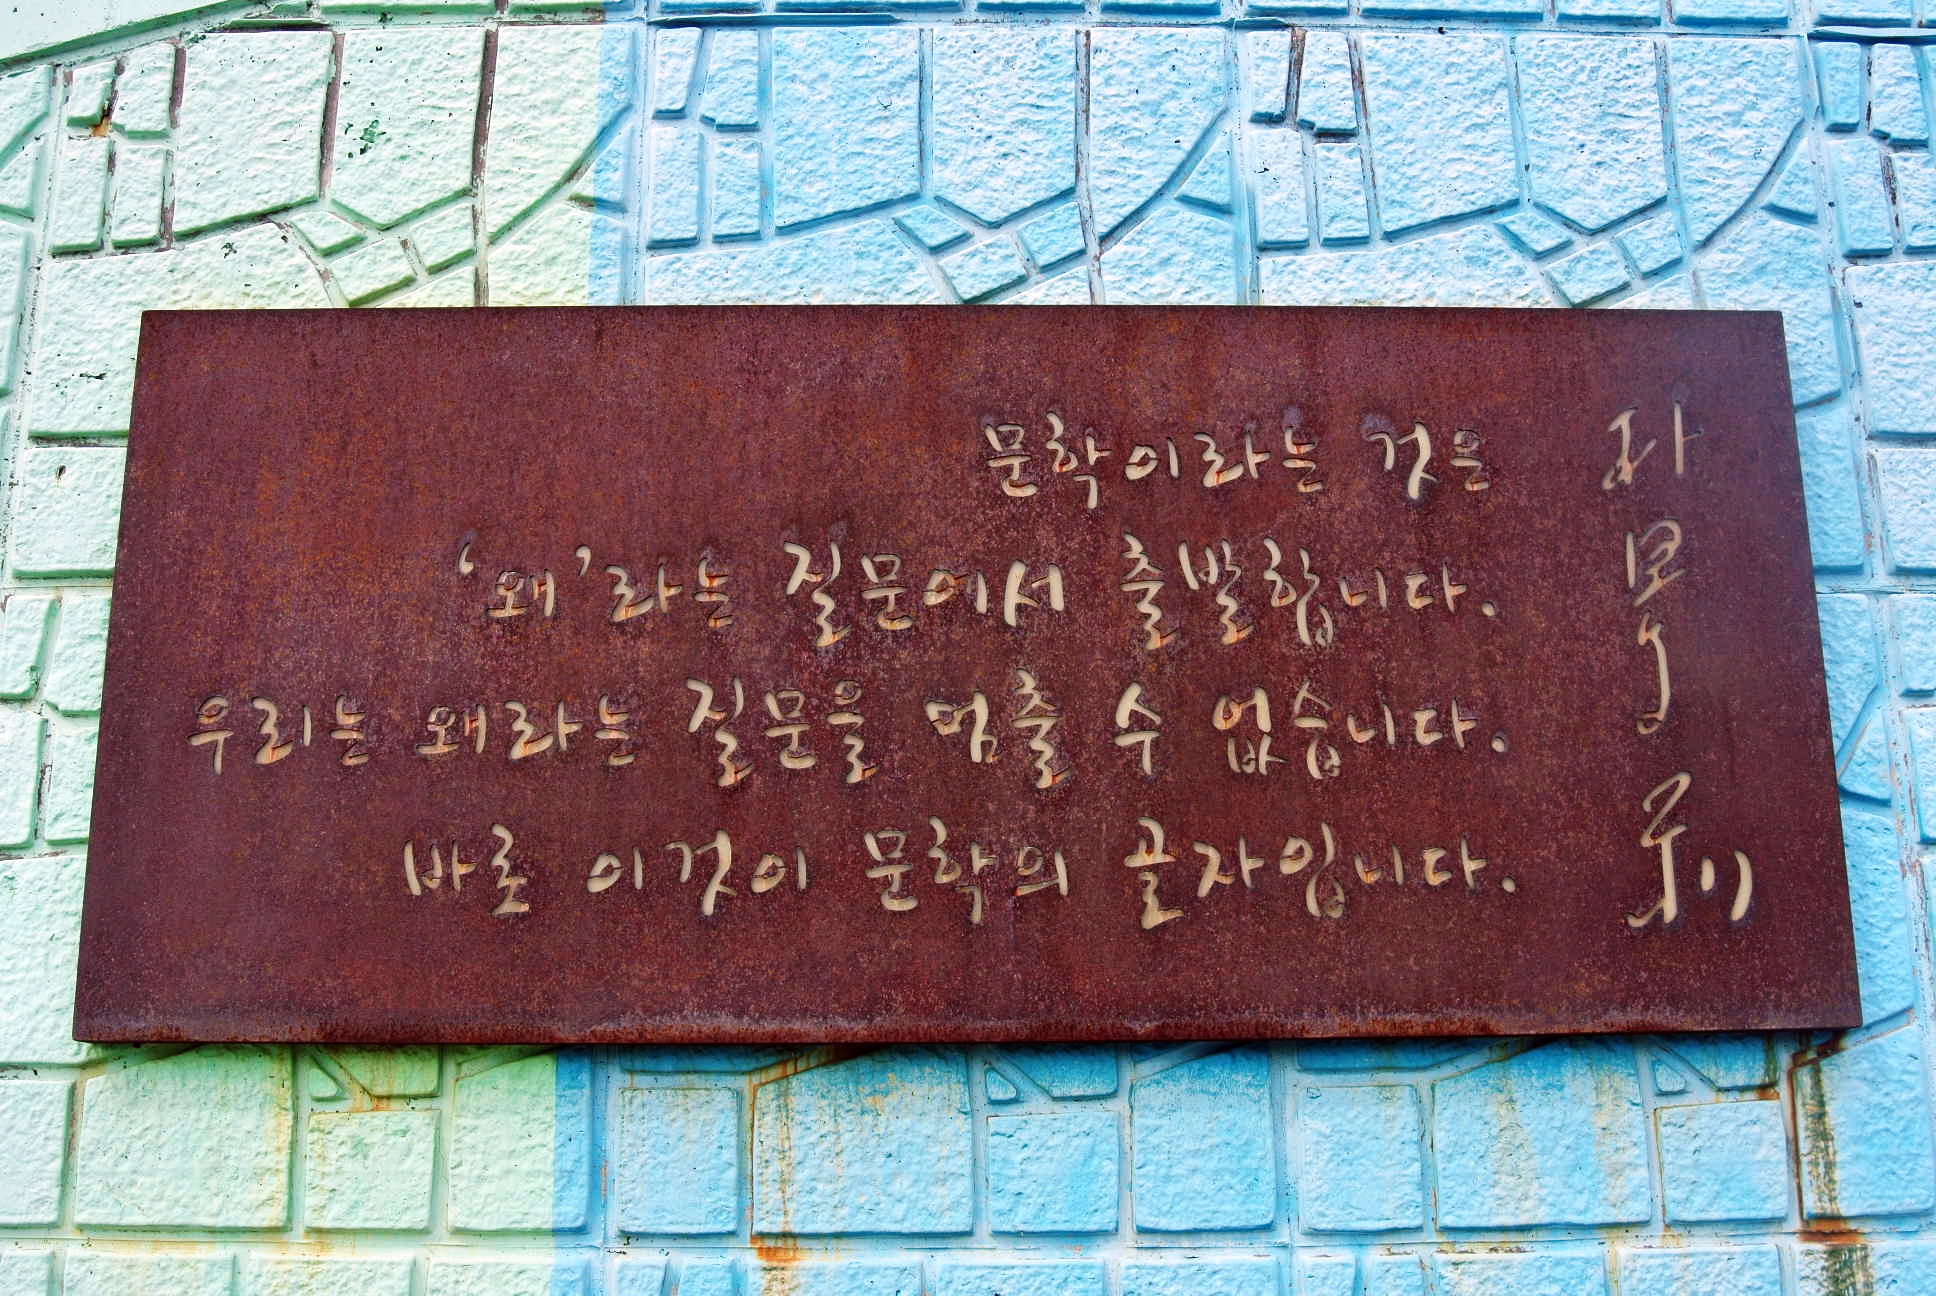 문학이라는 것은
‘왜’라는 질문에서 출발합니다.
우리는 왜라는 질문을 멈출 수 없습니다.
바로 이것이 문학의 골자입니다.